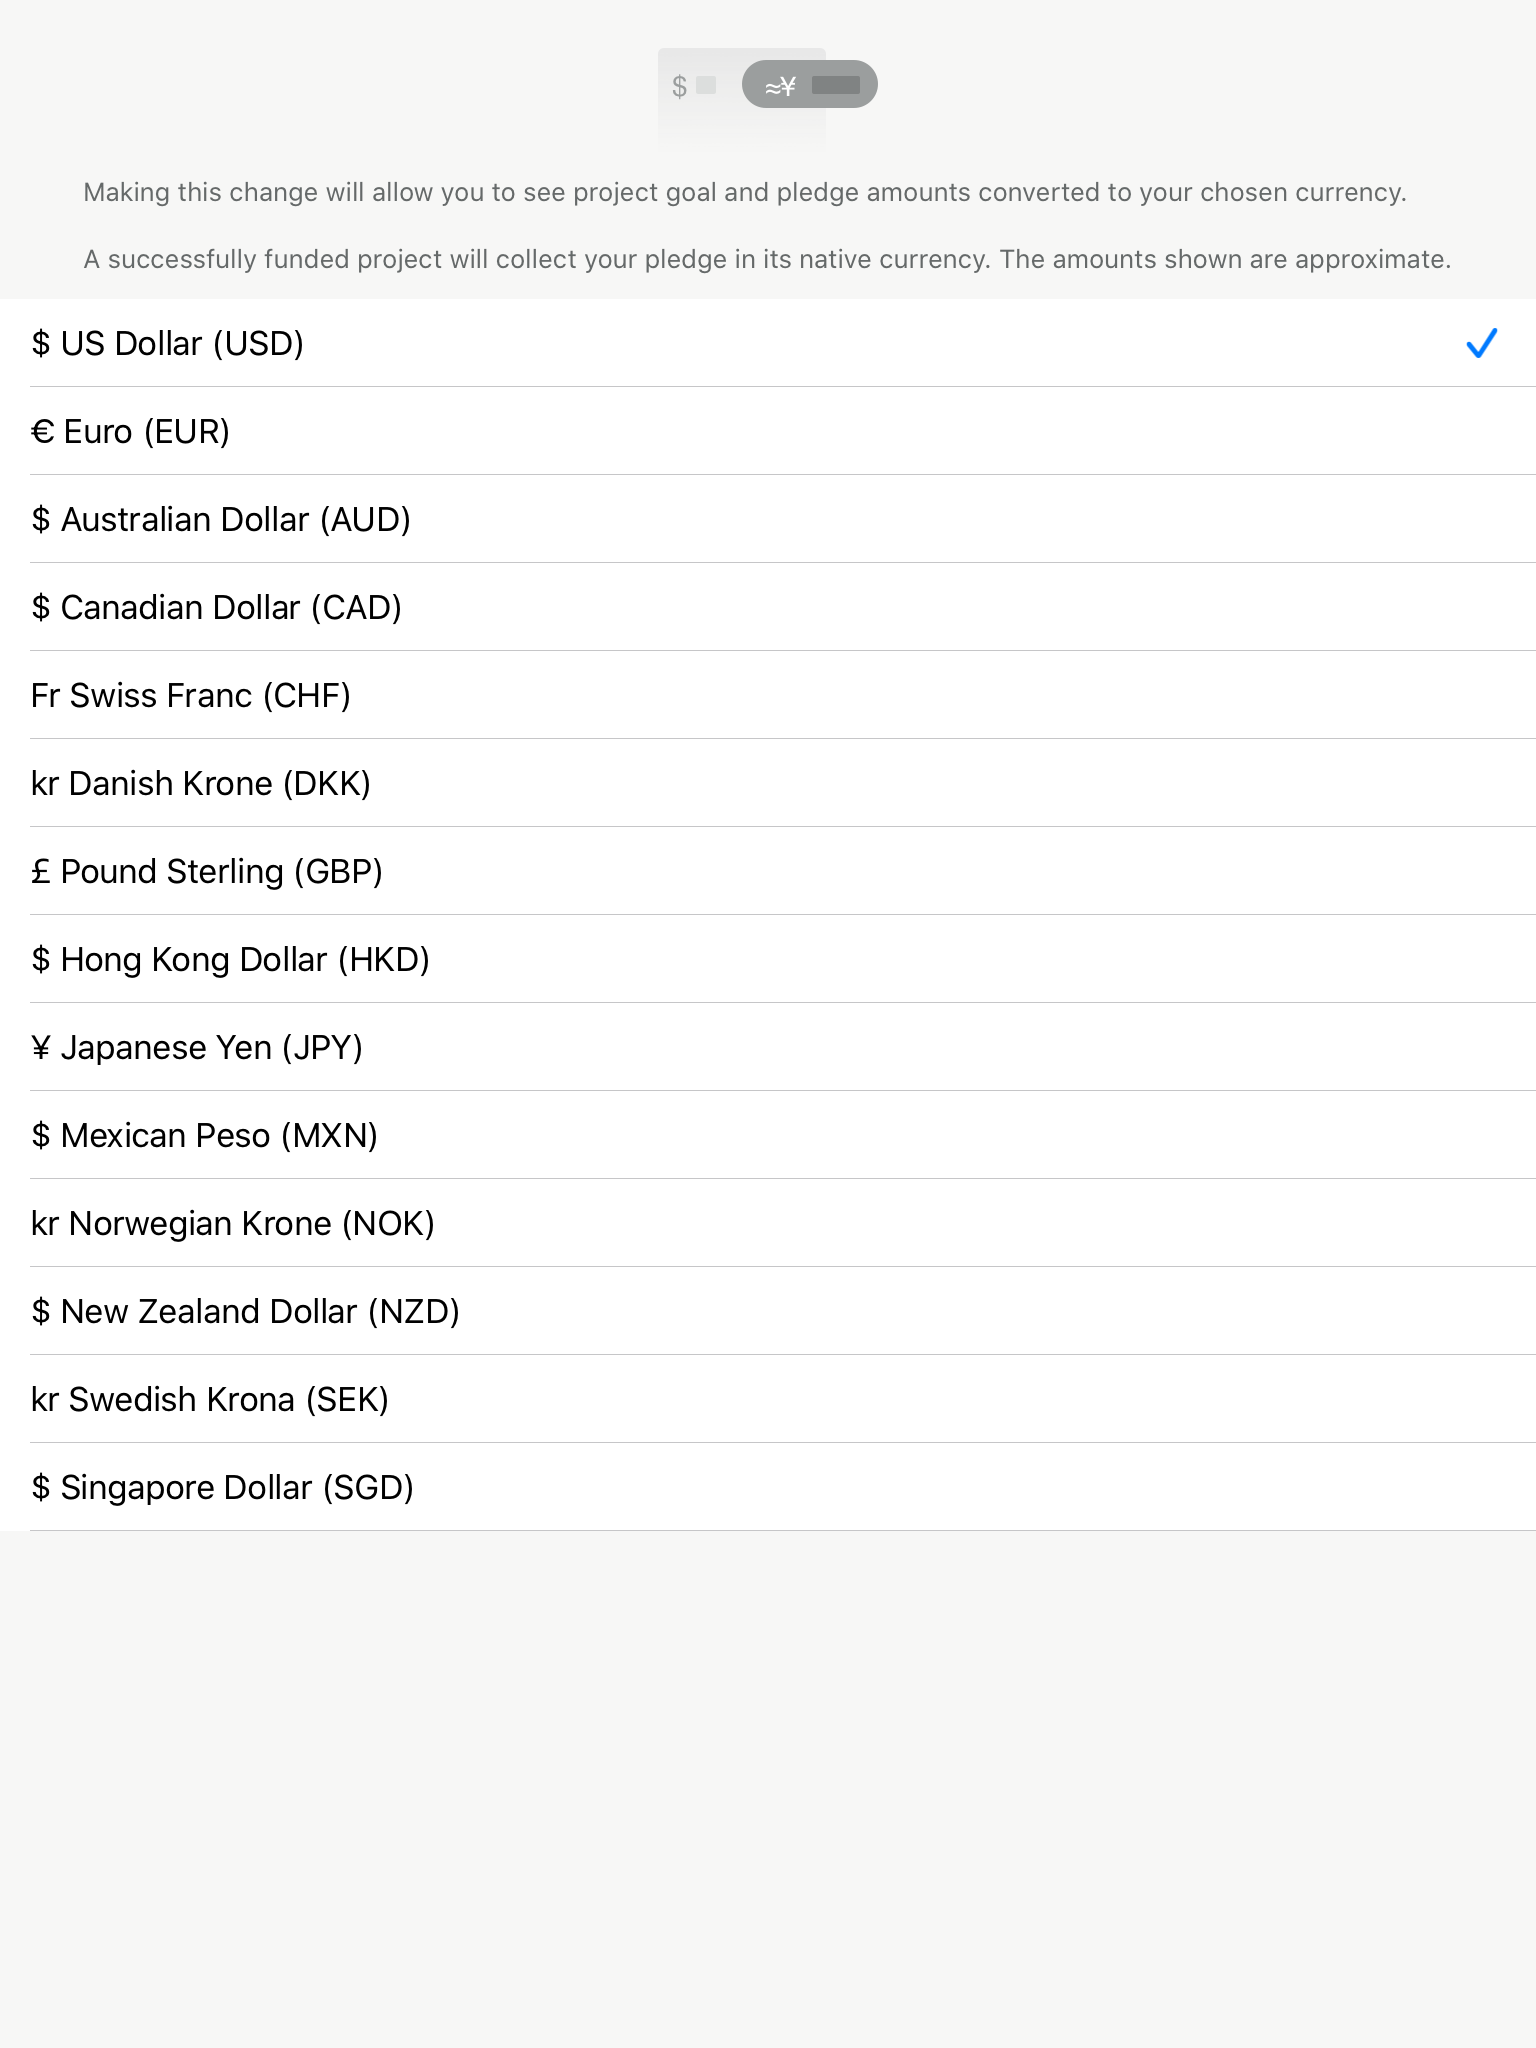 $ ≈¥
Making this change will allow you to see project goal and pledge amounts converted to your chosen currency.
A successfully funded project will collect your pledge in its native currency. The amounts shown are approximate.
$ US Dollar (USD)
€ Euro (EUR)
$ Australian Dollar (AUD)
$ Canadian Dollar (CAD)
Fr Swiss Franc (CHF)
kr Danish Krone (DKK)
£ Pound Sterling (GBP)
$ Hong Kong Dollar (HKD)
¥ Japanese Yen (JPY)
$ Mexican Peso (MXN)
kr Norwegian Krone (NOK)
$ New Zealand Dollar (NZD)
kr Swedish Krona (SEK)
$ Singapore Dollar (SGD)